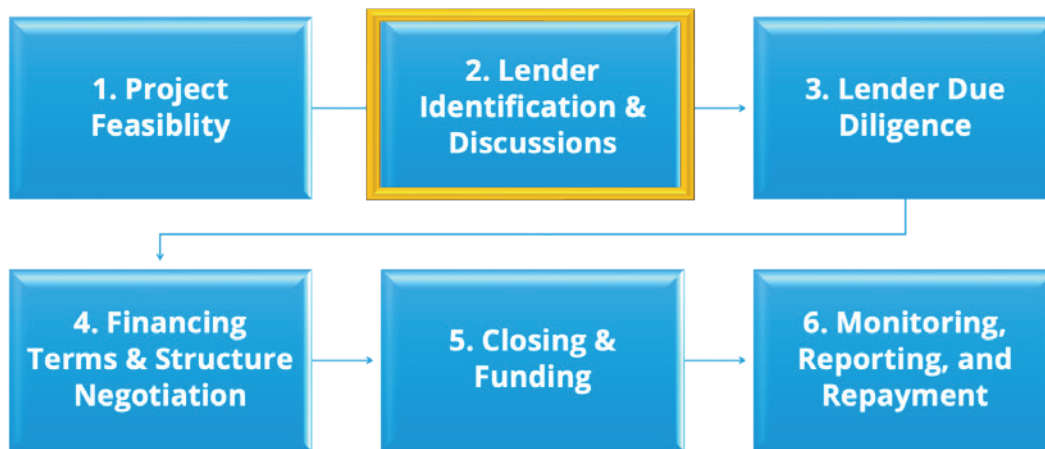 1. Project
Feasiblity
2. Lender
Identification &
Discussions
3. Lender Due
Diligence
4. Financing
Terms & Structure
Negotiation
5. Closing &
Funding
6. Monitoring,
Reporting, and
Repayment